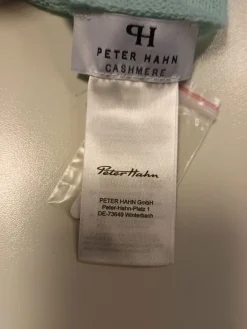 PH
PETER HAHN
CASHMERE
Peter Hahn
PETER HAHN GmbH
Peter-Hahn-Platz 1
DE-73649 Winterbach